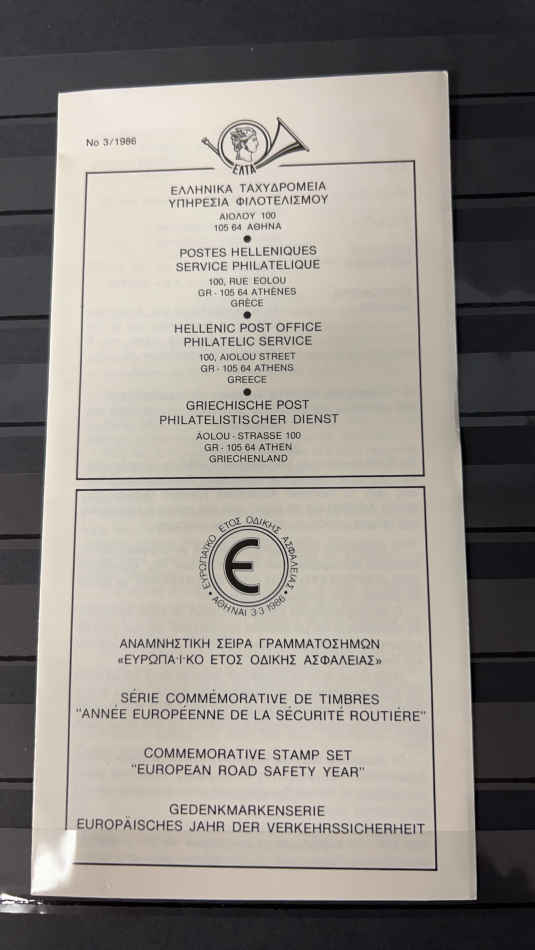 No 3/1986
ΕΛΤΑ
ΕΛΛΗΝΙΚΑ ΤΑΧΥΔΡΟΜΕΙΑ
ΥΠΗΡΕΣΙΑ ΦΙΛΟΤΕΛΙΣΜΟΥ
ΑΙΟΛΟΥ 100
105 64 ΑΘΗΝΑ
POSTES HELLENIQUES
SERVICE PHILATELIQUE
100, RUE EOLOU
GR - 105 64 ATHÈNES
GRÈCE
HELLENIC POST OFFICE
PHILATELIC SERVICE
100, AIOLOU STREET
GR - 105 64 ATHENS
GREECE
GRIECHISCHE POST
PHILATELISTISCHER DIENST
ÄOLOU - STRASSE 100
GR - 105 64 ATHEN
GRIECHENLAND
ΕΥΡΩΠΑΪΚΟ ΕΤΟΣ ΟΔΙΚΗΣ ΑΣΦΑΛΕΙΑΣ
Є
ΑΘΗΝΑΙ 3·3·1986
ΑΝΑΜΝΗΣΤΙΚΗ ΣΕΙΡΑ ΓΡΑΜΜΑΤΟΣΗΜΩΝ
«ΕΥΡΩΠΑ·Ι·ΚΟ ΕΤΟΣ ΟΔΙΚΗΣ ΑΣΦΑΛΕΙΑΣ»
SÉRIE COMMÉMORATIVE DE TIMBRES
"ANNÉE EUROPÉENNE DE LA SÉCURITÉ ROUTIÉRE"
COMMEMORATIVE STAMP SET
"EUROPEAN ROAD SAFETY YEAR"
GEDENKMARKENSERIE
EUROPÄISCHES JAHR DER VERKEHRSSICHERHEIT